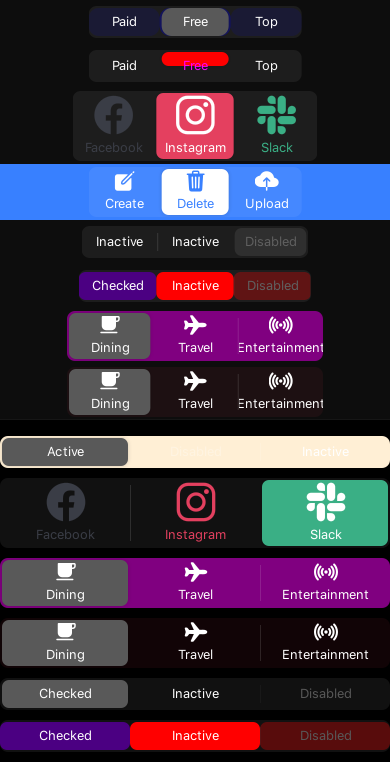 Paid Free Top
Paid Free Top
Facebook Instagram Slack
Create Delete Upload
Inactive Inactive Disabled
Checked Inactive Disabled
Dining Travel Entertainment
Dining Travel Entertainment
Active Disabled Inactive
Facebook Instagram Slack
Dining Travel Entertainment
Dining Travel Entertainment
Checked Inactive Disabled
Checked Inactive Disabled